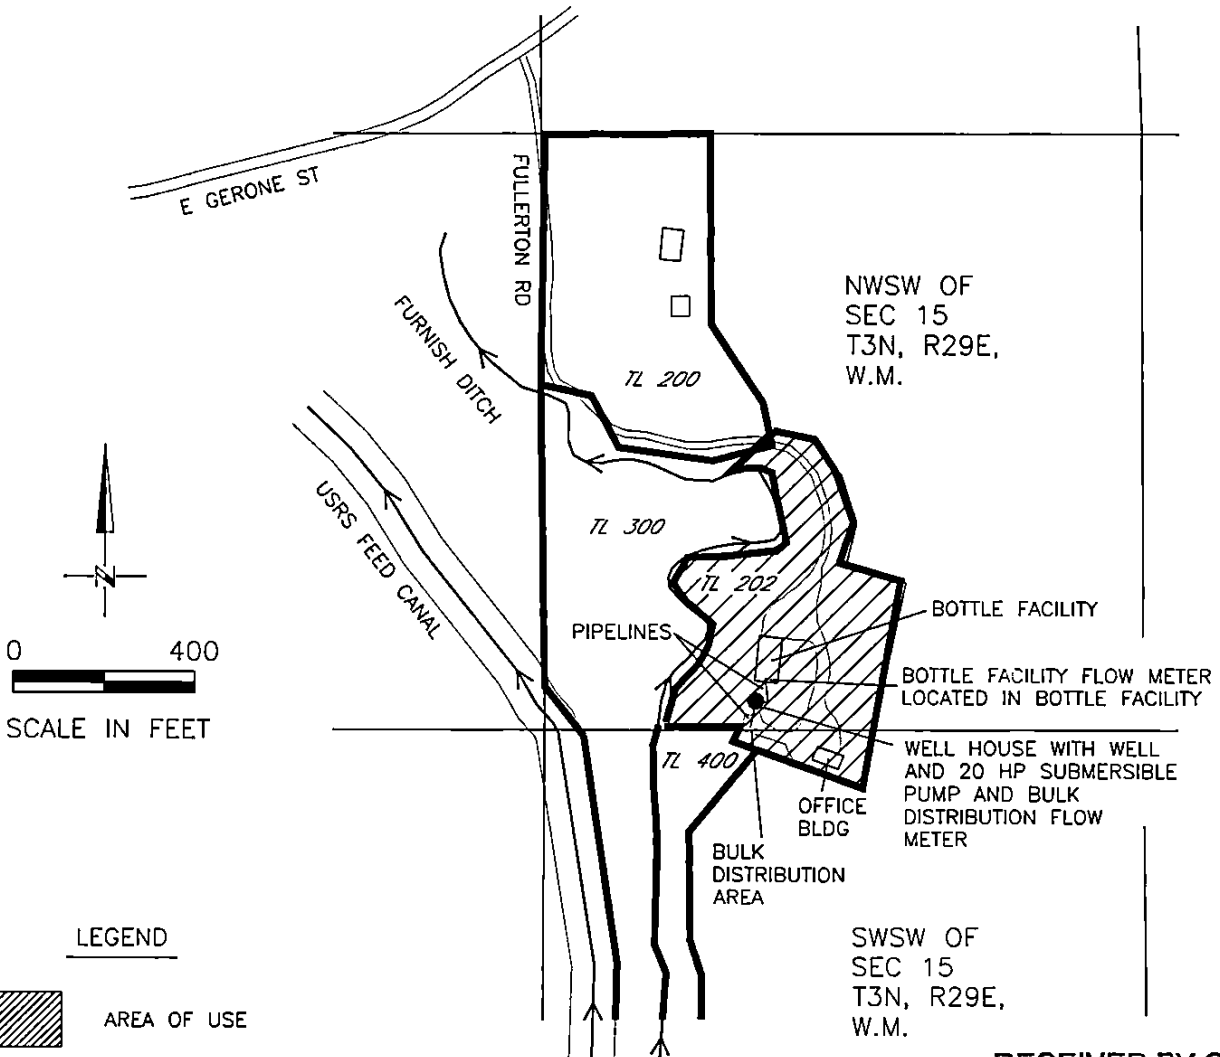 E GERONE ST
FULLERTON RD
FURNISH DITCH
NWSW OF
SEC 15
T3N, R29E,
W.M.
TL 200
USRS FEED CANAL
TL 300
N
TL 202
0 400
SCALE IN FEET
PIPELINES
BOTTLE FACILITY
BOTTLE FACILITY FLOW METER
LOCATED IN BOTTLE FACILITY
TL 400
WELL HOUSE WITH WELL
AND 20 HP SUBMERSIBLE
PUMP AND BULK
DISTRIBUTION FLOW
METER
OFFICE
BLDG
BULK
DISTRIBUTION
AREA
LEGEND
AREA OF USE
SWSW OF
SEC 15
T3N, R29E,
W.M.